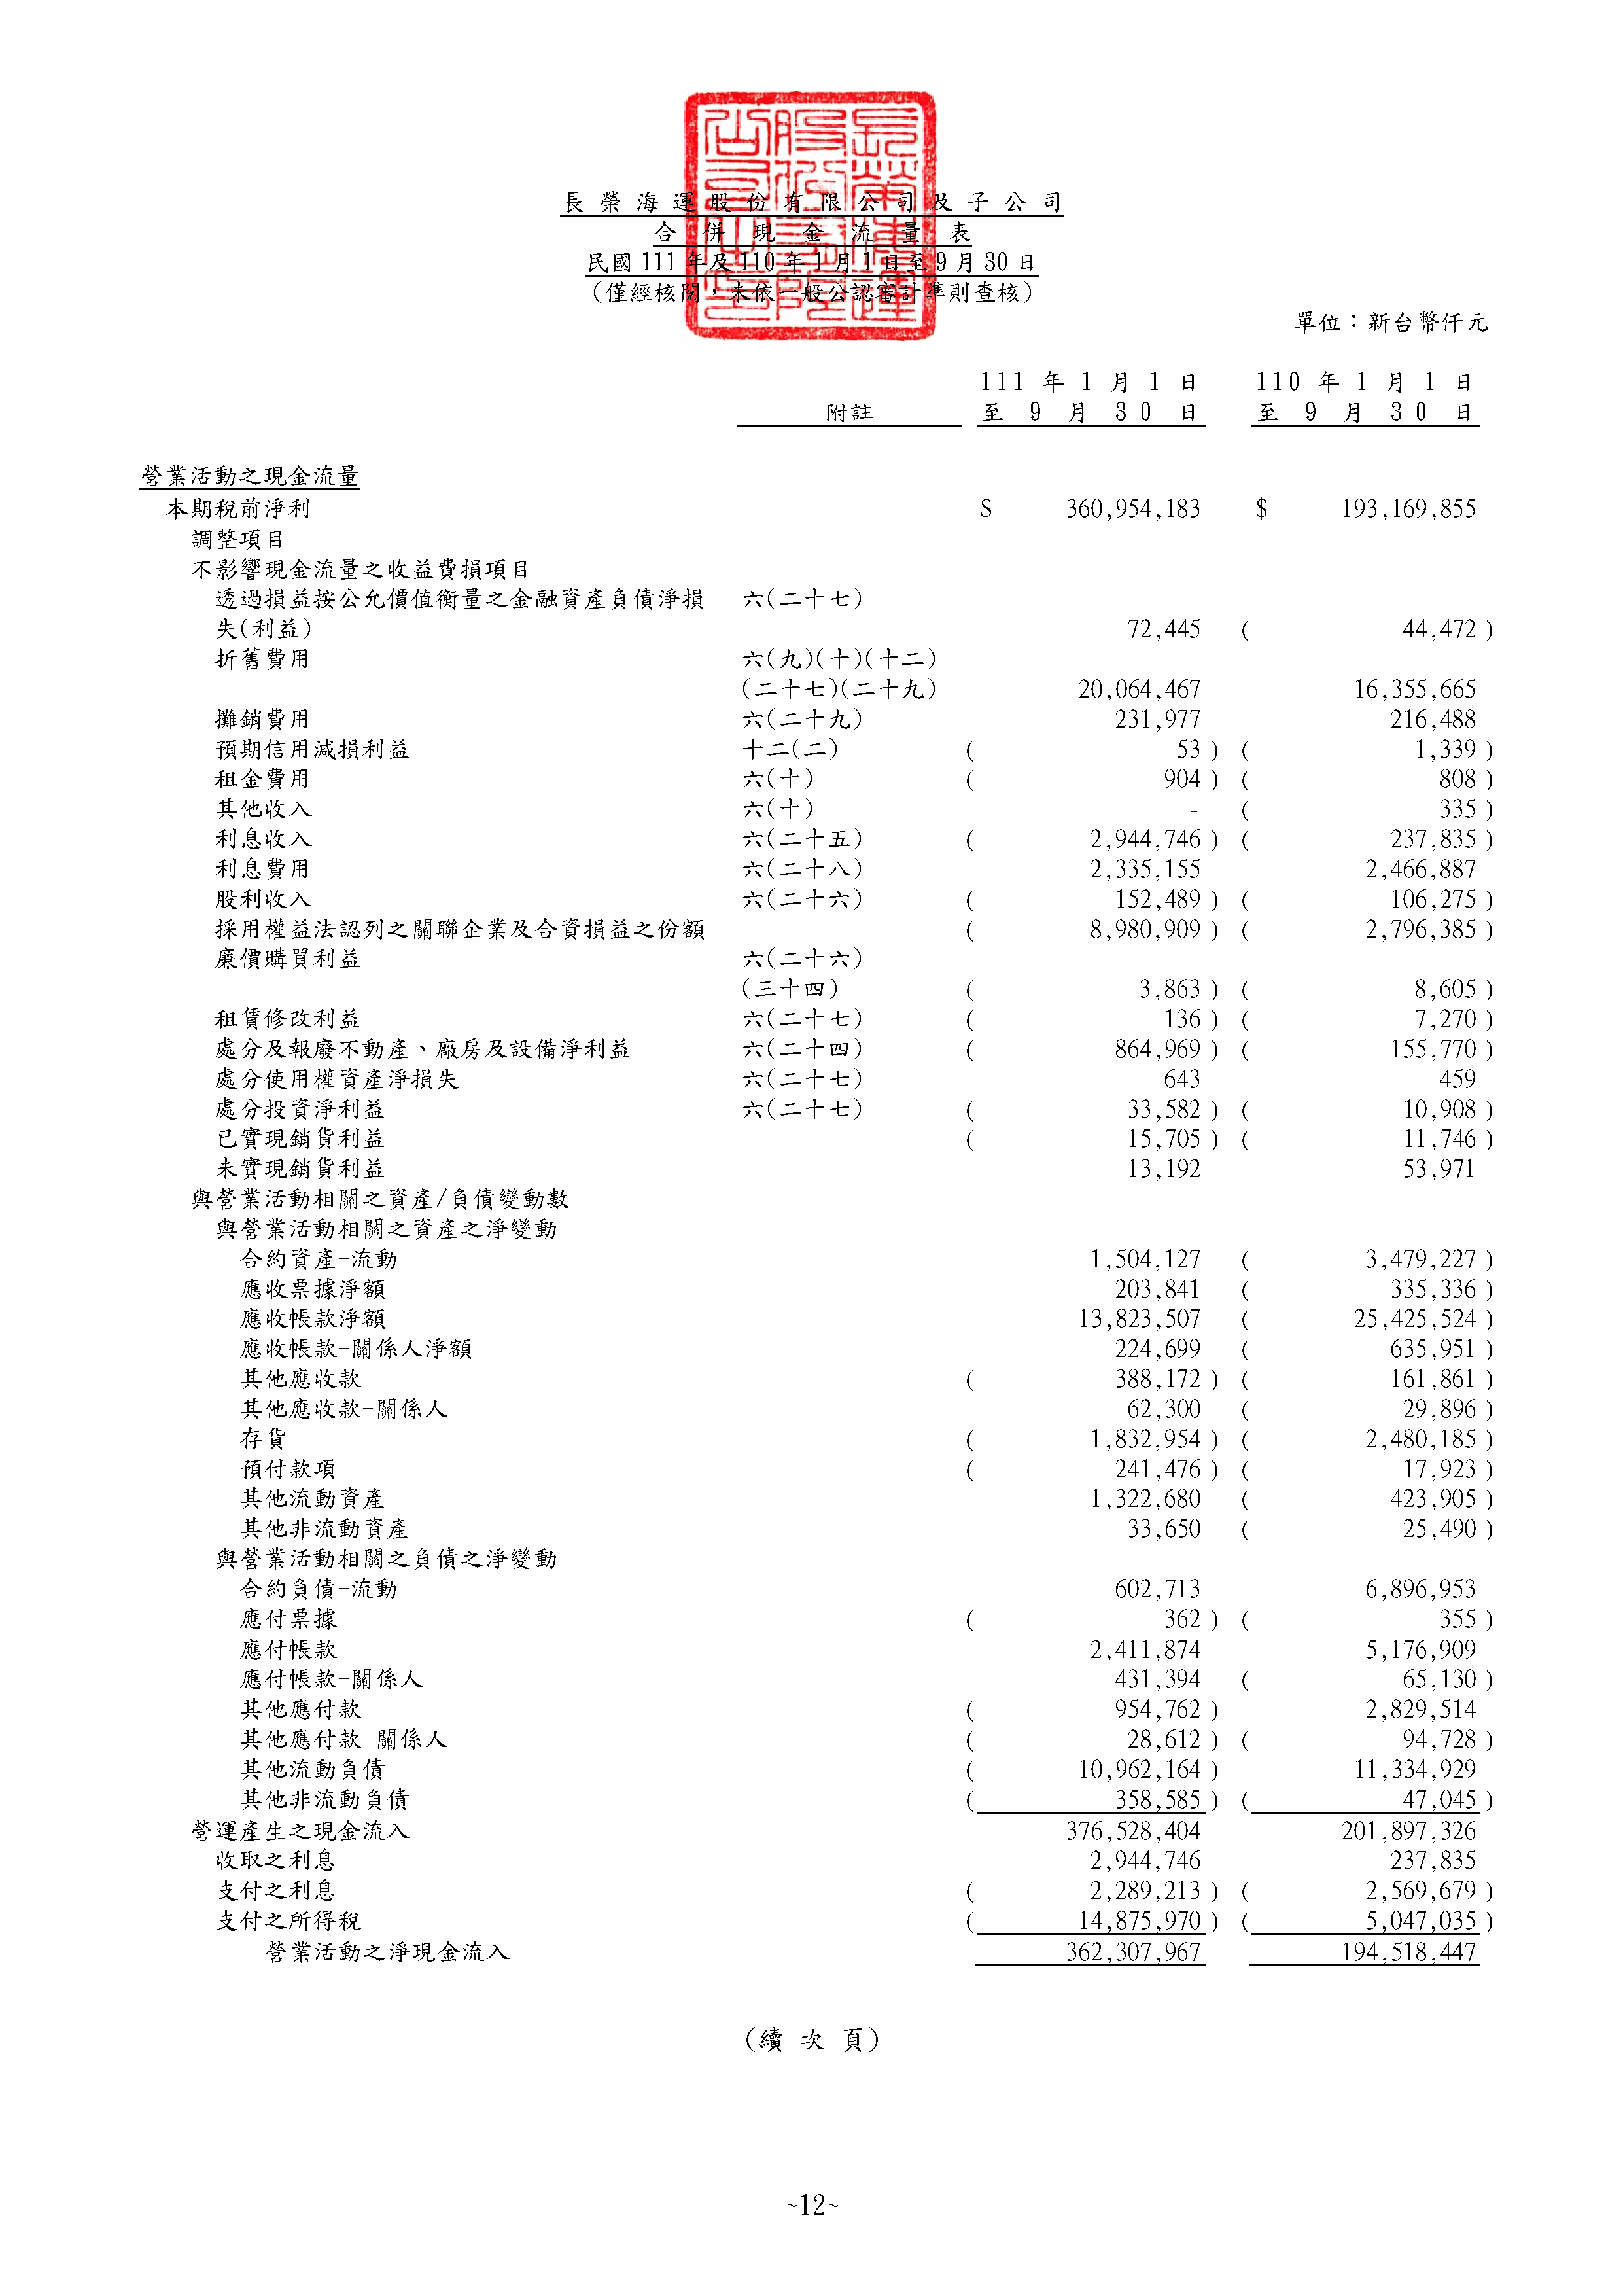 長榮海運股份有限公司及子公司
合併現金流量表
民國111年及110年1月1日至9月30日
(僅經核閱，未依一般公認審計準則查核)
單位：新台幣仟元
111年1月1日 110年1月1日
附註 至9月30日 至9月30日
營業活動之現金流量
本期稅前淨利 $ 360,954,183 $ 193,169,855
調整項目
不影響現金流量之收益費損項目
透過損益按公允價值衡量之金融資產負債淨損 六(二十七)
失(利益) 72,445 ( 44,472 )
折舊費用 六(九)(十)(十二)
(二十七)(二十九) 20,064,467 16,355,665
攤銷費用 六(二十九) 231,977 216,488
預期信用減損利益 十二(二) ( 53 ) ( 1,339 )
租金費用 六(十) ( 904 ) ( 808 )
其他收入 六(十) - ( 335 )
利息收入 六(二十五) ( 2,944,746 ) ( 237,835 )
利息費用 六(二十八) 2,335,155 2,466,887
股利收入 六(二十六) ( 152,489 ) ( 106,275 )
採用權益法認列之關聯企業及合資損益之份額 ( 8,980,909 ) ( 2,796,385 )
廉價購買利益 六(二十六)
(三十四) ( 3,863 ) ( 8,605 )
租賃修改利益 六(二十七) ( 136 ) ( 7,270 )
處分及報廢不動產、廠房及設備淨利益 六(二十四) ( 864,969 ) ( 155,770 )
處分使用權資產淨損失 六(二十七) 643 459
處分投資淨利益 六(二十七) ( 33,582 ) ( 10,908 )
已實現銷貨利益 ( 15,705 ) ( 11,746 )
未實現銷貨利益 13,192 53,971
與營業活動相關之資產/負債變動數
與營業活動相關之資產之淨變動
合約資產-流動 1,504,127 ( 3,479,227 )
應收票據淨額 203,841 ( 335,336 )
應收帳款淨額 13,823,507 ( 25,425,524 )
應收帳款-關係人淨額 224,699 ( 635,951 )
其他應收款 ( 388,172 ) ( 161,861 )
其他應收款-關係人 62,300 ( 29,896 )
存貨 ( 1,832,954 ) ( 2,480,185 )
預付款項 ( 241,476 ) ( 17,923 )
其他流動資產 1,322,680 ( 423,905 )
其他非流動資產 33,650 ( 25,490 )
與營業活動相關之負債之淨變動
合約負債-流動 602,713 6,896,953
應付票據 ( 362 ) ( 355 )
應付帳款 2,411,874 5,176,909
應付帳款-關係人 431,394 ( 65,130 )
其他應付款 ( 954,762 ) 2,829,514
其他應付款-關係人 ( 28,612 ) ( 94,728 )
其他流動負債 ( 10,962,164 ) 11,334,929
其他非流動負債 ( 358,585 ) ( 47,045 )
營運產生之現金流入 376,528,404 201,897,326
收取之利息 2,944,746 237,835
支付之利息 ( 2,289,213 ) ( 2,569,679 )
支付之所得稅 ( 14,875,970 ) ( 5,047,035 )
營業活動之淨現金流入 362,307,967 194,518,447
(續次頁)
~12~